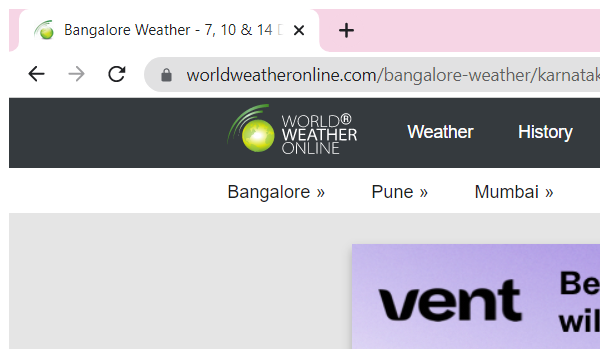 Bangalore Weather - 7, 10 & 14
worldweatheronline.com/bangalore-weather/karnatak
WORLD®
WEATHER
ONLINE
Weather History
Bangalore » Pune » Mumbai »
vent
Be
wil